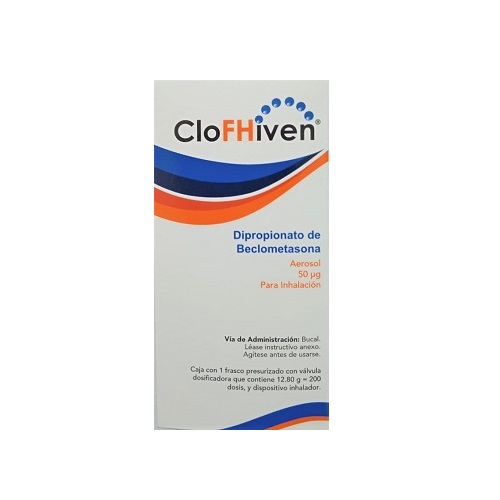 CloFHiven®
Dipropionato de
Beclometasona
Aerosol
50 µg
Para Inhalación
Vía de Administración: Bucal.
Léase instructivo anexo.
Agítese antes de usarse.
Caja con 1 frasco presurizado con válvula
dosificadora que contiene 12.80 g = 200
dosis, y dispositivo inhalador.